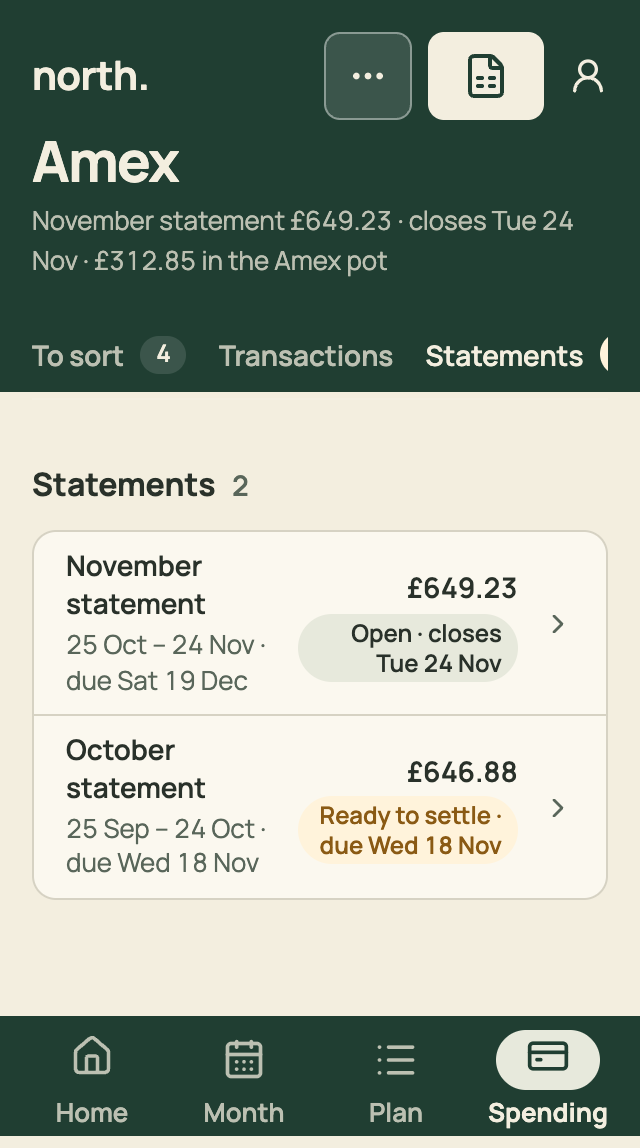 north.
Amex
November statement £649.23 · closes Tue 24
Nov · £312.85 in the Amex pot
To sort 4 Transactions Statements
Statements 2
November
statement
25 Oct – 24 Nov ·
due Sat 19 Dec
£649.23
Open · closes
Tue 24 Nov
October
statement
25 Sep – 24 Oct ·
due Wed 18 Nov
£646.88
Ready to settle ·
due Wed 18 Nov
Home Month Plan Spending